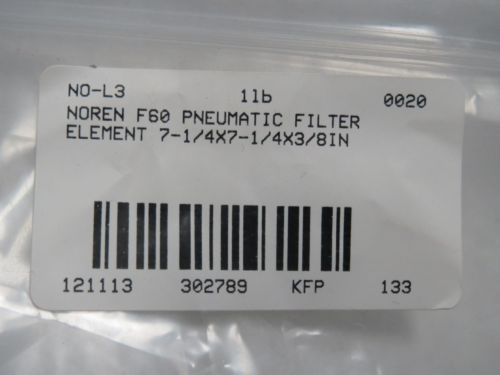 NO-L3 1lb 0020
NOREN F60 PNEUMATIC FILTER
ELEMENT 7-1/4X7-1/4X3/8IN
121113 302789 KFP 133